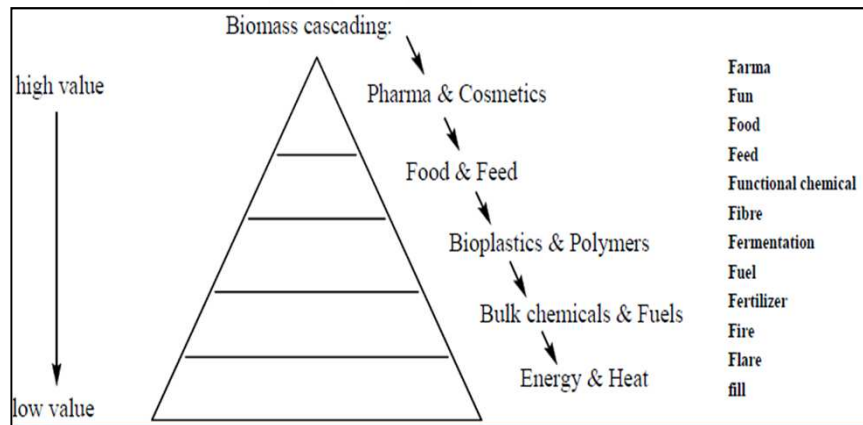 Biomass cascading:
high value
low value
Pharma & Cosmetics
Food & Feed
Bioplastics & Polymers
Bulk chemicals & Fuels
Energy & Heat
Farma
Fun
Food
Feed
Functional chemical
Fibre
Fermentation
Fuel
Fertilizer
Fire
Flare
fill